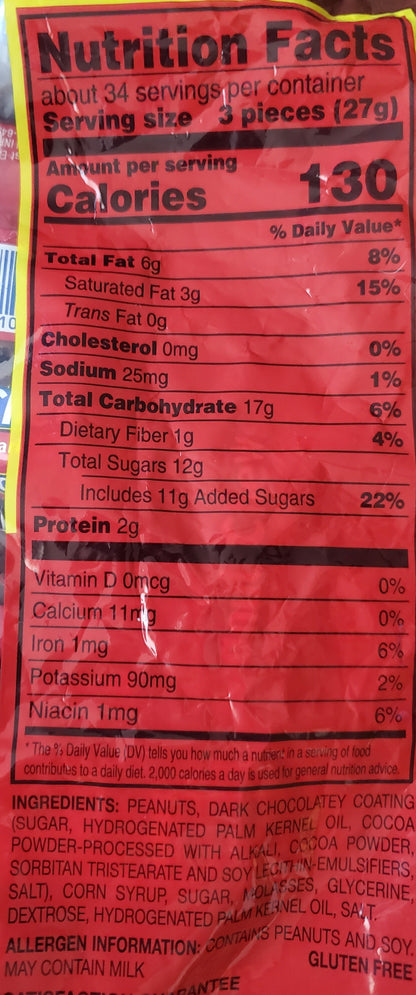 Nutrition Facts
about 34 servings per container
Serving size 3 pieces (27g)
Amount per serving
Calories 130
% Daily Value*
Total Fat 6g 8%
Saturated Fat 3g 15%
Trans Fat 0g
Cholesterol 0mg 0%
Sodium 25mg 1%
Total Carbohydrate 17g 6%
Dietary Fiber 1g 4%
Total Sugars 12g
Includes 11g Added Sugars 22%
Protein 2g
Vitamin D 0mcg 0%
Calcium 11mg 0%
Iron 1mg 6%
Potassium 90mg 2%
Niacin 1mg 6%
* The % Daily Value (DV) tells you how much a nutrient in a serving of food
contributes to a daily diet. 2,000 calories a day is used for general nutrition advice.
INGREDIENTS: PEANUTS, DARK CHOCOLATEY COATING
(SUGAR, HYDROGENATED PALM KERNEL OIL, COCOA
POWDER-PROCESSED WITH ALKALI, COCOA POWDER,
SORBITAN TRISTEARATE AND SOY LECITHIN-EMULSIFIERS,
SALT), CORN SYRUP, SUGAR, MOLASSES, GLYCERINE,
DEXTROSE, HYDROGENATED PALM KERNEL OIL, SALT.
ALLERGEN INFORMATION: CONTAINS PEANUTS AND SOY.
MAY CONTAIN MILK GLUTEN FREE